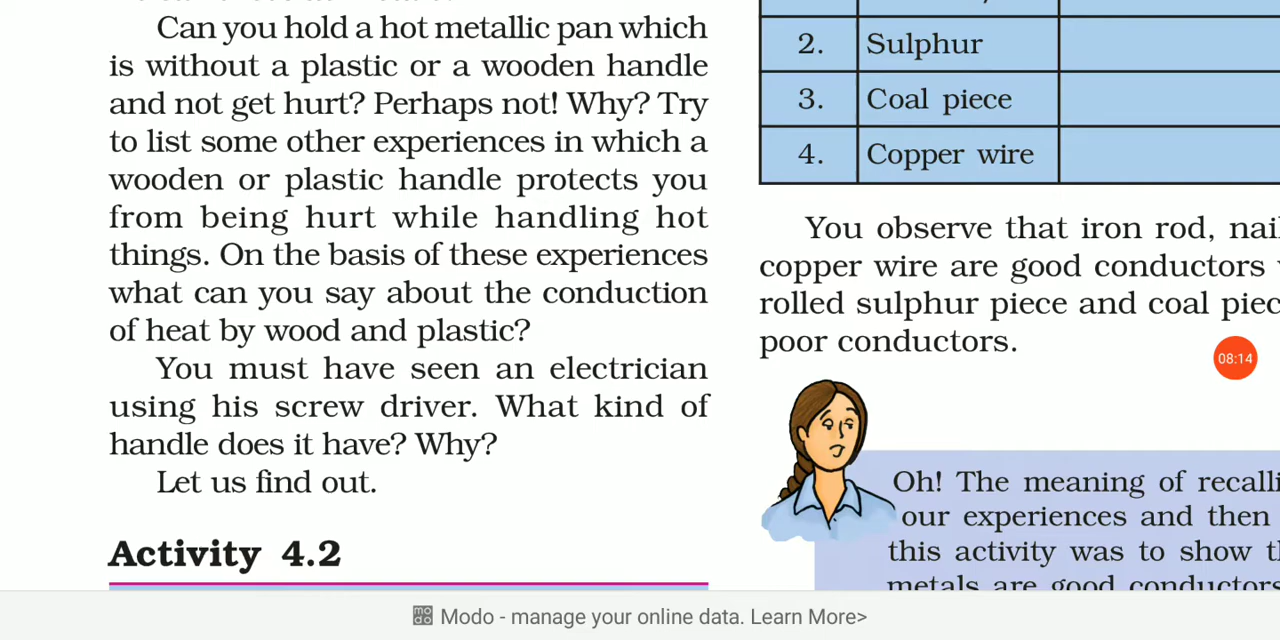 Can you hold a hot metallic pan which
is without a plastic or a wooden handle
and not get hurt? Perhaps not! Why? Try
to list some other experiences in which a
wooden or plastic handle protects you
from being hurt while handling hot
things. On the basis of these experiences
what can you say about the conduction
of heat by wood and plastic?
You must have seen an electrician
using his screw driver. What kind of
handle does it have? Why?
Let us find out.
Activity 4.2
2. Sulphur
3. Coal piece
4. Copper wire
You observe that iron rod,
copper wire are good conductors
rolled sulphur piece and coal
poor conductors.
08:14
Oh! The meaning of
our experiences and then
this activity was to show
metals are good conductors
Modo - manage your online data. Learn More>